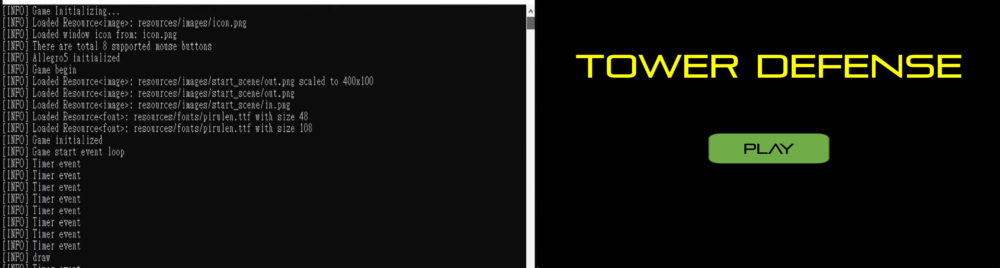 [INFO] Game Initializing...
[INFO] Loaded Resource<image>: resources/images/icon.png
[INFO] Loaded window icon from: icon.png
[INFO] There are total 8 supported mouse buttons
[INFO] Allegro5 initialized
[INFO] Game begin
[INFO] Loaded Resource<image>: resources/images/start_scene/out.png scaled to 400x100
[INFO] Loaded Resource<image>: resources/images/start_scene/out.png
[INFO] Loaded Resource<image>: resources/images/start_scene/in.png
[INFO] Loaded Resource<font>: resources/fonts/pirulen.ttf with size 48
[INFO] Loaded Resource<font>: resources/fonts/pirulen.ttf with size 108
[INFO] Game initialized
[INFO] Game start event loop
[INFO] Timer event
[INFO] Timer event
[INFO] Timer event
[INFO] Timer event
[INFO] Timer event
[INFO] Timer event
[INFO] Timer event
[INFO] Timer event
[INFO] draw
TOWER DEFENSE
PLAY